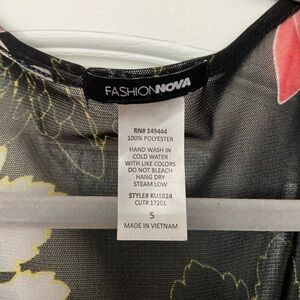 FASHIONNOVA
RN# 149444
100% POLYESTER
HAND WASH IN
COLD WATER
WITH LIKE COLORS
DO NOT BLEACH
HANG DRY
STEAM LOW
STYLE# KU1024
CUT# 17201
S
MADE IN VIETNAM